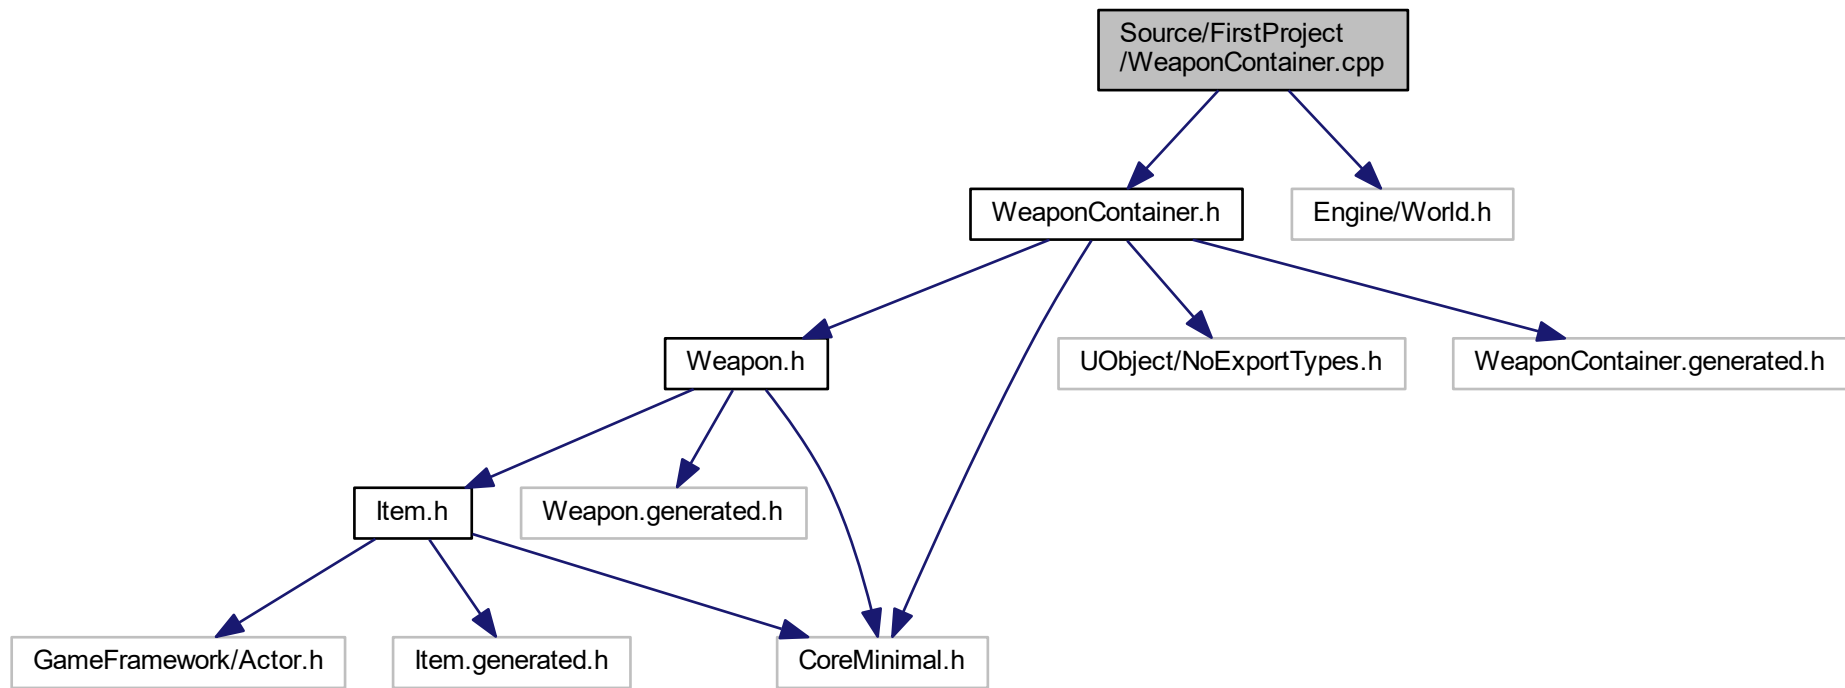 Source/FirstProject
/WeaponContainer.cpp
WeaponContainer.h
Engine/World.h
Weapon.h
UObject/NoExportTypes.h
WeaponContainer.generated.h
Item.h
Weapon.generated.h
GameFramework/Actor.h
Item.generated.h
CoreMinimal.h